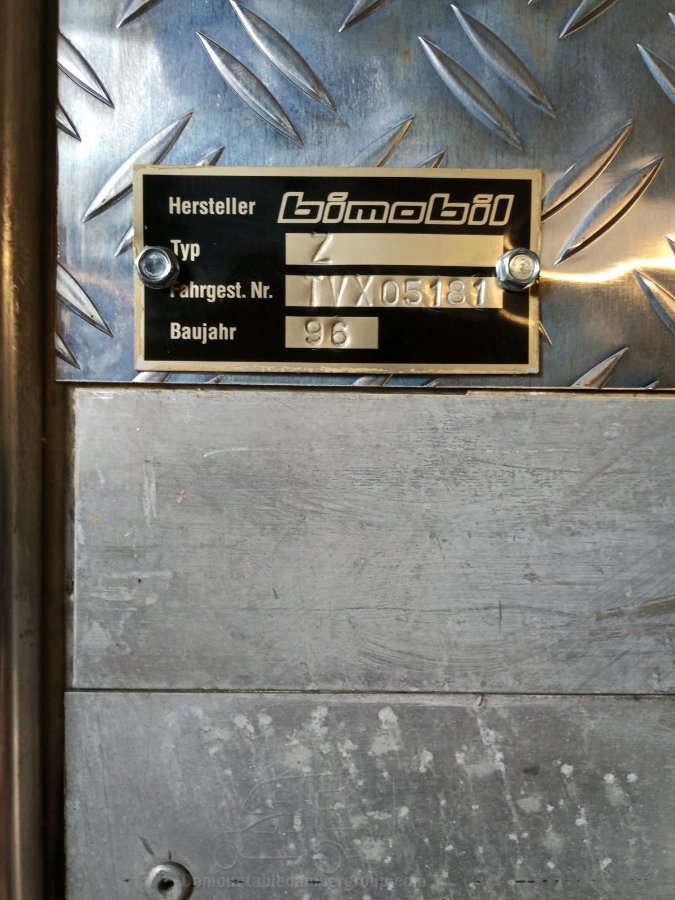 Hersteller bimobil
Typ Z
Fahrgest. Nr. TVX05181
Baujahr 96